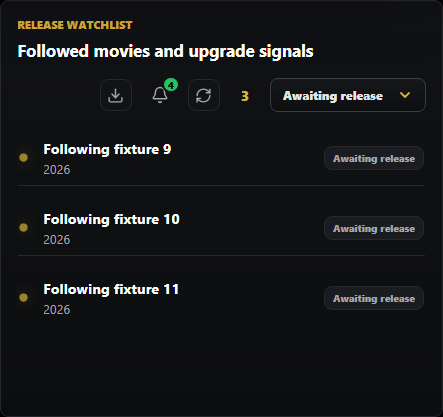 RELEASE WATCHLIST
Followed movies and upgrade signals
4
3
Awaiting release
Following fixture 9
2026
Awaiting release
Following fixture 10
2026
Awaiting release
Following fixture 11
2026
Awaiting release